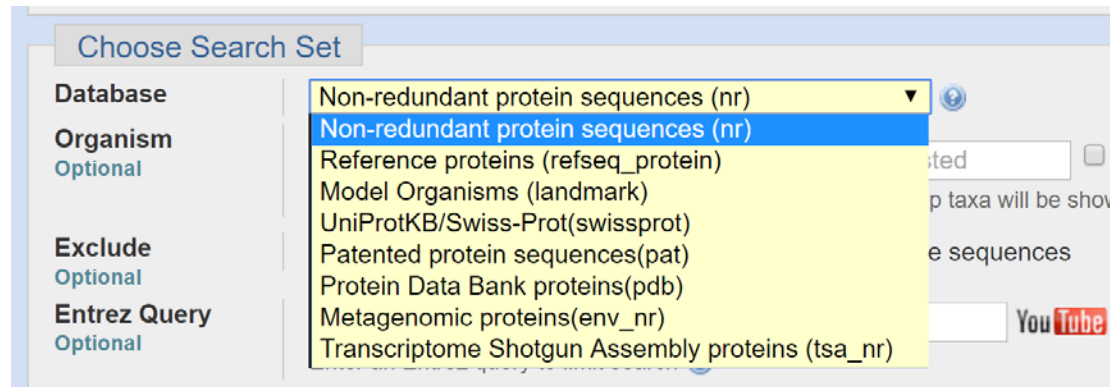 Choose Search Set
Database
Non-redundant protein sequences (nr)
Non-redundant protein sequences (nr)
Reference proteins (refseq_protein)
Model Organisms (landmark)
UniProtKB/Swiss-Prot(swissprot)
Patented protein sequences(pat)
Protein Data Bank proteins(pdb)
Metagenomic proteins(env_nr)
Transcriptome Shotgun Assembly proteins (tsa_nr)
Organism
Optional
taxa will be
Exclude
Optional
sequences
Entrez Query
Optional
YouTube